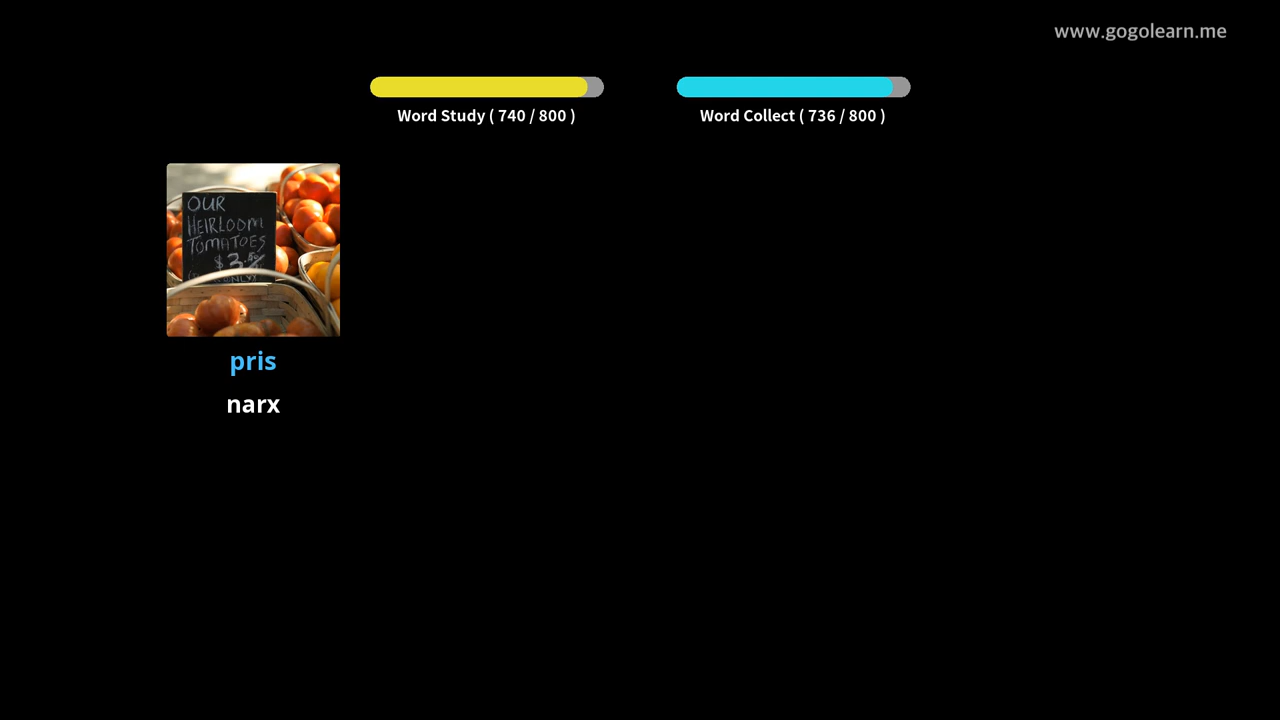 www.gogolearn.me
Word Study ( 740 / 800 )
Word Collect ( 736 / 800 )
OUR
HEIRLOOM
TOMATOES
pris
narx